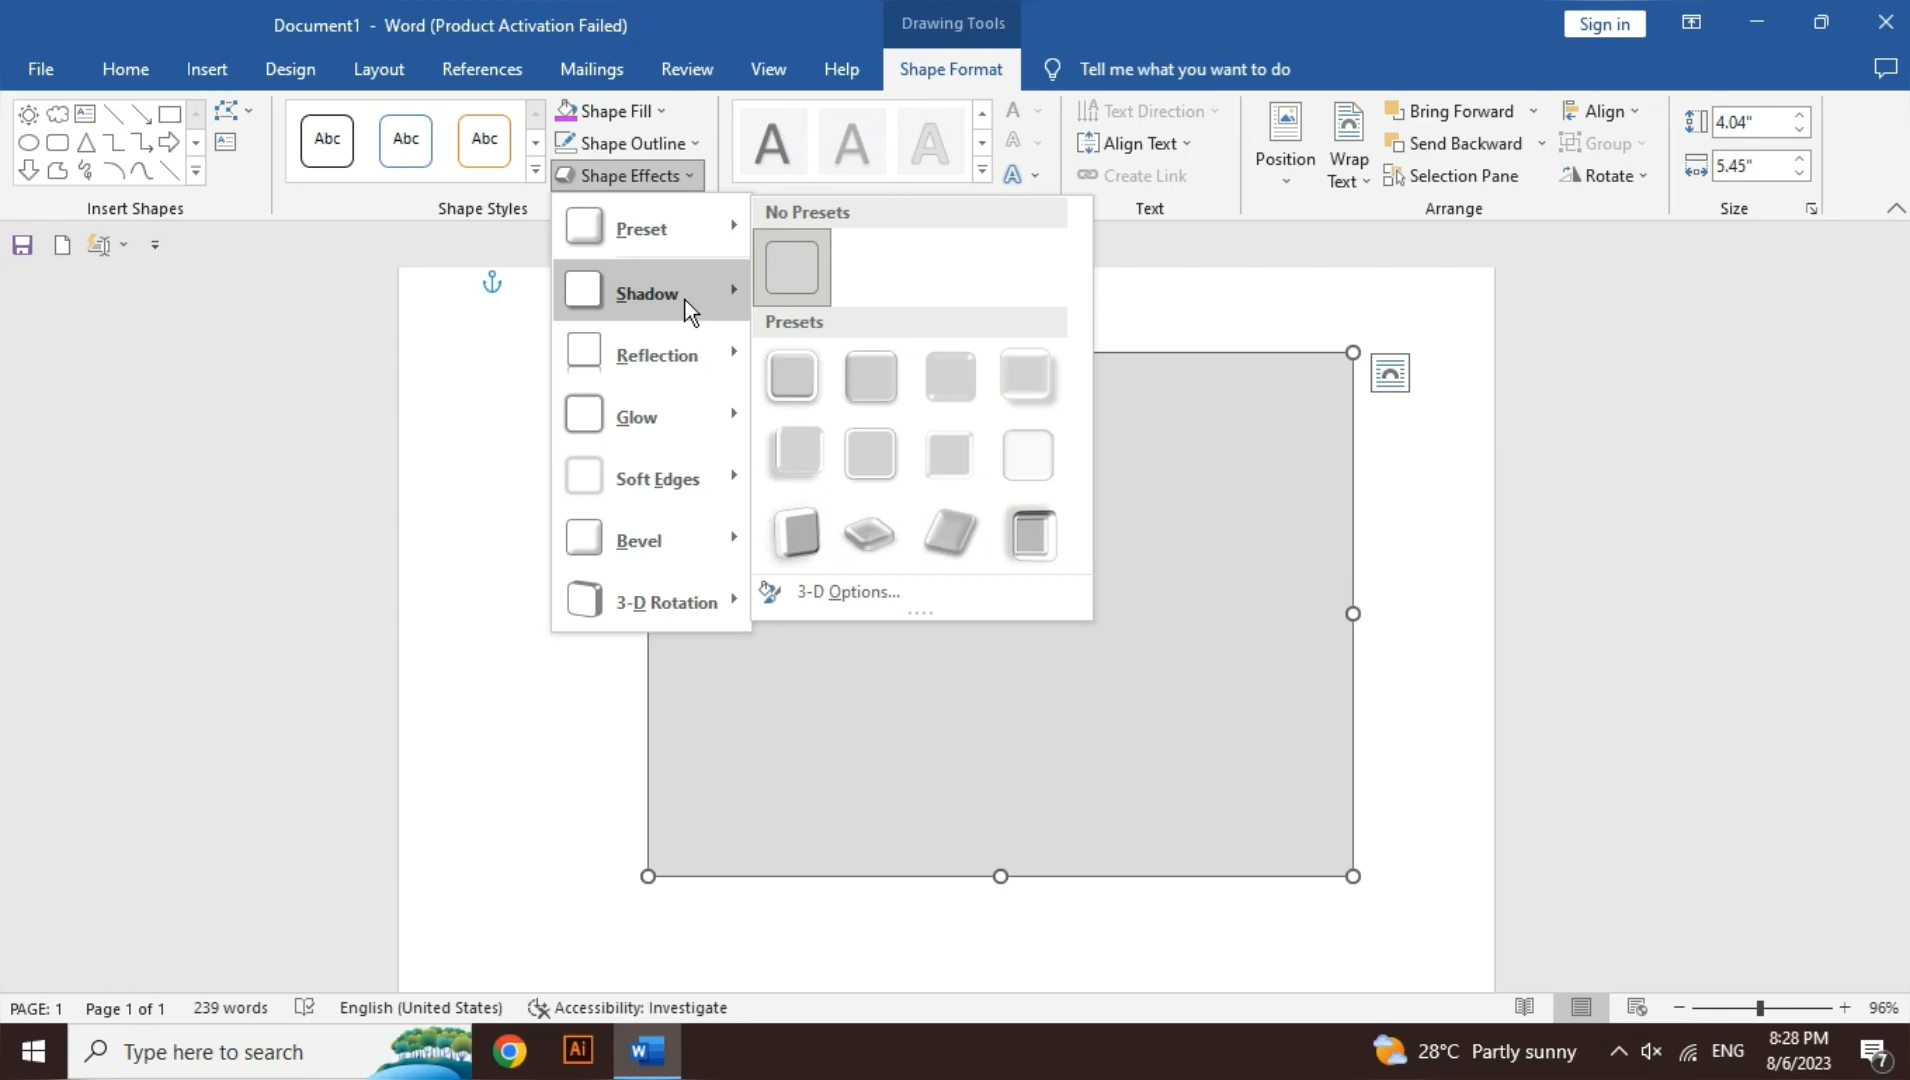 Document1 - Word (Product Activation Failed)
Drawing Tools
Sign in
File Home Insert Design Layout References Mailings Review View Help Shape Format Tell me what you want to do
Abc Abc Abc
Shape Fill
Shape Outline
Shape Effects
A A A
A
A
A
Text Direction
Align Text
Create Link
Position
Wrap
Text
Bring Forward
Send Backward
Selection Pane
Align
Group
Rotate
4.04"
5.45"
Insert Shapes Shape Styles Text Arrange Size
Preset
Shadow
Reflection
Glow
Soft Edges
Bevel
3-D Rotation
No Presets
Presets
3-D Options...
PAGE: 1 Page 1 of 1 239 words English (United States) Accessibility: Investigate 96%
Type here to search
Ai
W
28°C Partly sunny
ENG
8:28 PM
8/6/2023
7